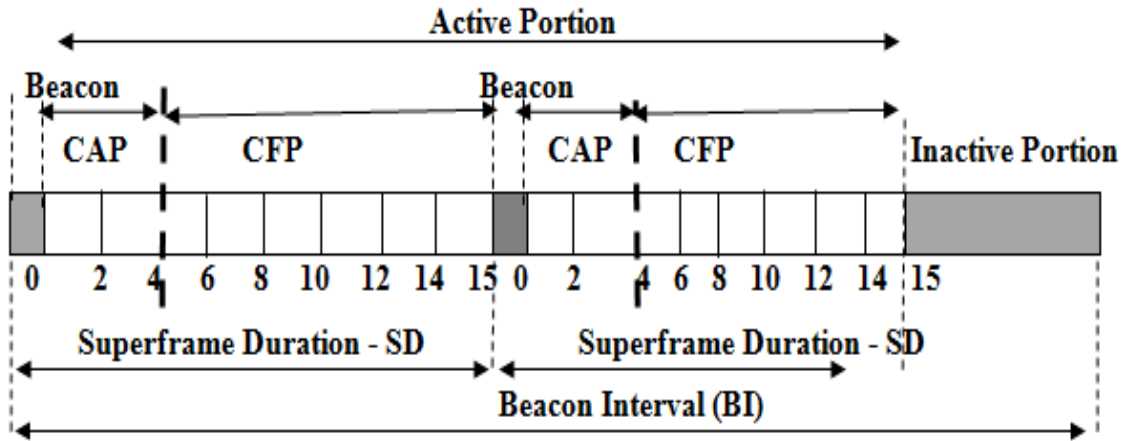 Active Portion
Beacon Beacon
CAP CFP CAP CFP Inactive Portion
0 2 4 6 8 10 12 14 15 0 2 4 6 8 10 12 14 15
Superframe Duration - SD Superframe Duration - SD
Beacon Interval (BI)